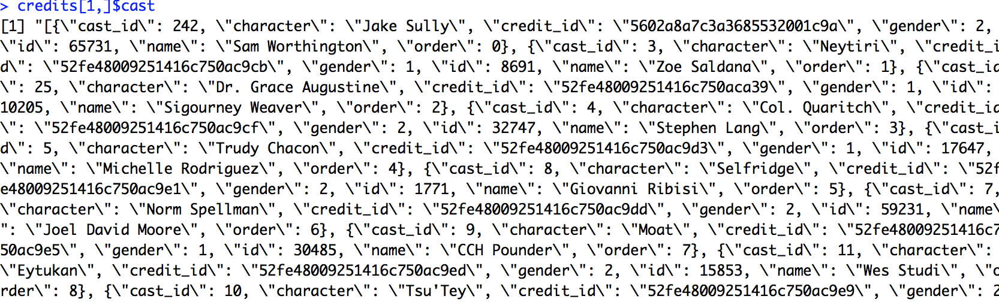 > credits[1,]$cast
[1] "[{\"cast_id\": 242, \"character\": \"Jake Sully\", \"credit_id\": \"5602a8a7c3a3685532001c9a\", \"gender\": 2,
\"id\": 65731, \"name\": \"Sam Worthington\", \"order\": 0}, {\"cast_id\": 3, \"character\": \"Neytiri\", \"credit_i
d\": \"52fe48009251416c750ac9cb\", \"gender\": 1, \"id\": 8691, \"name\": \"Zoe Saldana\", \"order\": 1}, {\"cast_id
\": 25, \"character\": \"Dr. Grace Augustine\", \"credit_id\": \"52fe48009251416c750aca39\", \"gender\": 1, \"id\":
10205, \"name\": \"Sigourney Weaver\", \"order\": 2}, {\"cast_id\": 4, \"character\": \"Col. Quaritch\", \"credit_id
\": \"52fe48009251416c750ac9cf\", \"gender\": 2, \"id\": 32747, \"name\": \"Stephen Lang\", \"order\": 3}, {\"cast_i
d\": 5, \"character\": \"Trudy Chacon\", \"credit_id\": \"52fe48009251416c750ac9d3\", \"gender\": 1, \"id\": 17647,
\"name\": \"Michelle Rodriguez\", \"order\": 4}, {\"cast_id\": 8, \"character\": \"Selfridge\", \"credit_id\": \"52f
e48009251416c750ac9e1\", \"gender\": 2, \"id\": 1771, \"name\": \"Giovanni Ribisi\", \"order\": 5}, {\"cast_id\": 7,
\"character\": \"Norm Spellman\", \"credit_id\": \"52fe48009251416c750ac9dd\", \"gender\": 2, \"id\": 59231, \"name\
": \"Joel David Moore\", \"order\": 6}, {\"cast_id\": 9, \"character\": \"Moat\", \"credit_id\": \"52fe48009251416c7
50ac9e5\", \"gender\": 1, \"id\": 30485, \"name\": \"CCH Pounder\", \"order\": 7}, {\"cast_id\": 11, \"character\":
\"Eytukan\", \"credit_id\": \"52fe48009251416c750ac9ed\", \"gender\": 2, \"id\": 15853, \"name\": \"Wes Studi\", \"o
rder\": 8}, {\"cast_id\": 10, \"character\": \"Tsu'Tey\", \"credit_id\": \"52fe48009251416c750ac9e9\", \"gender\": 2